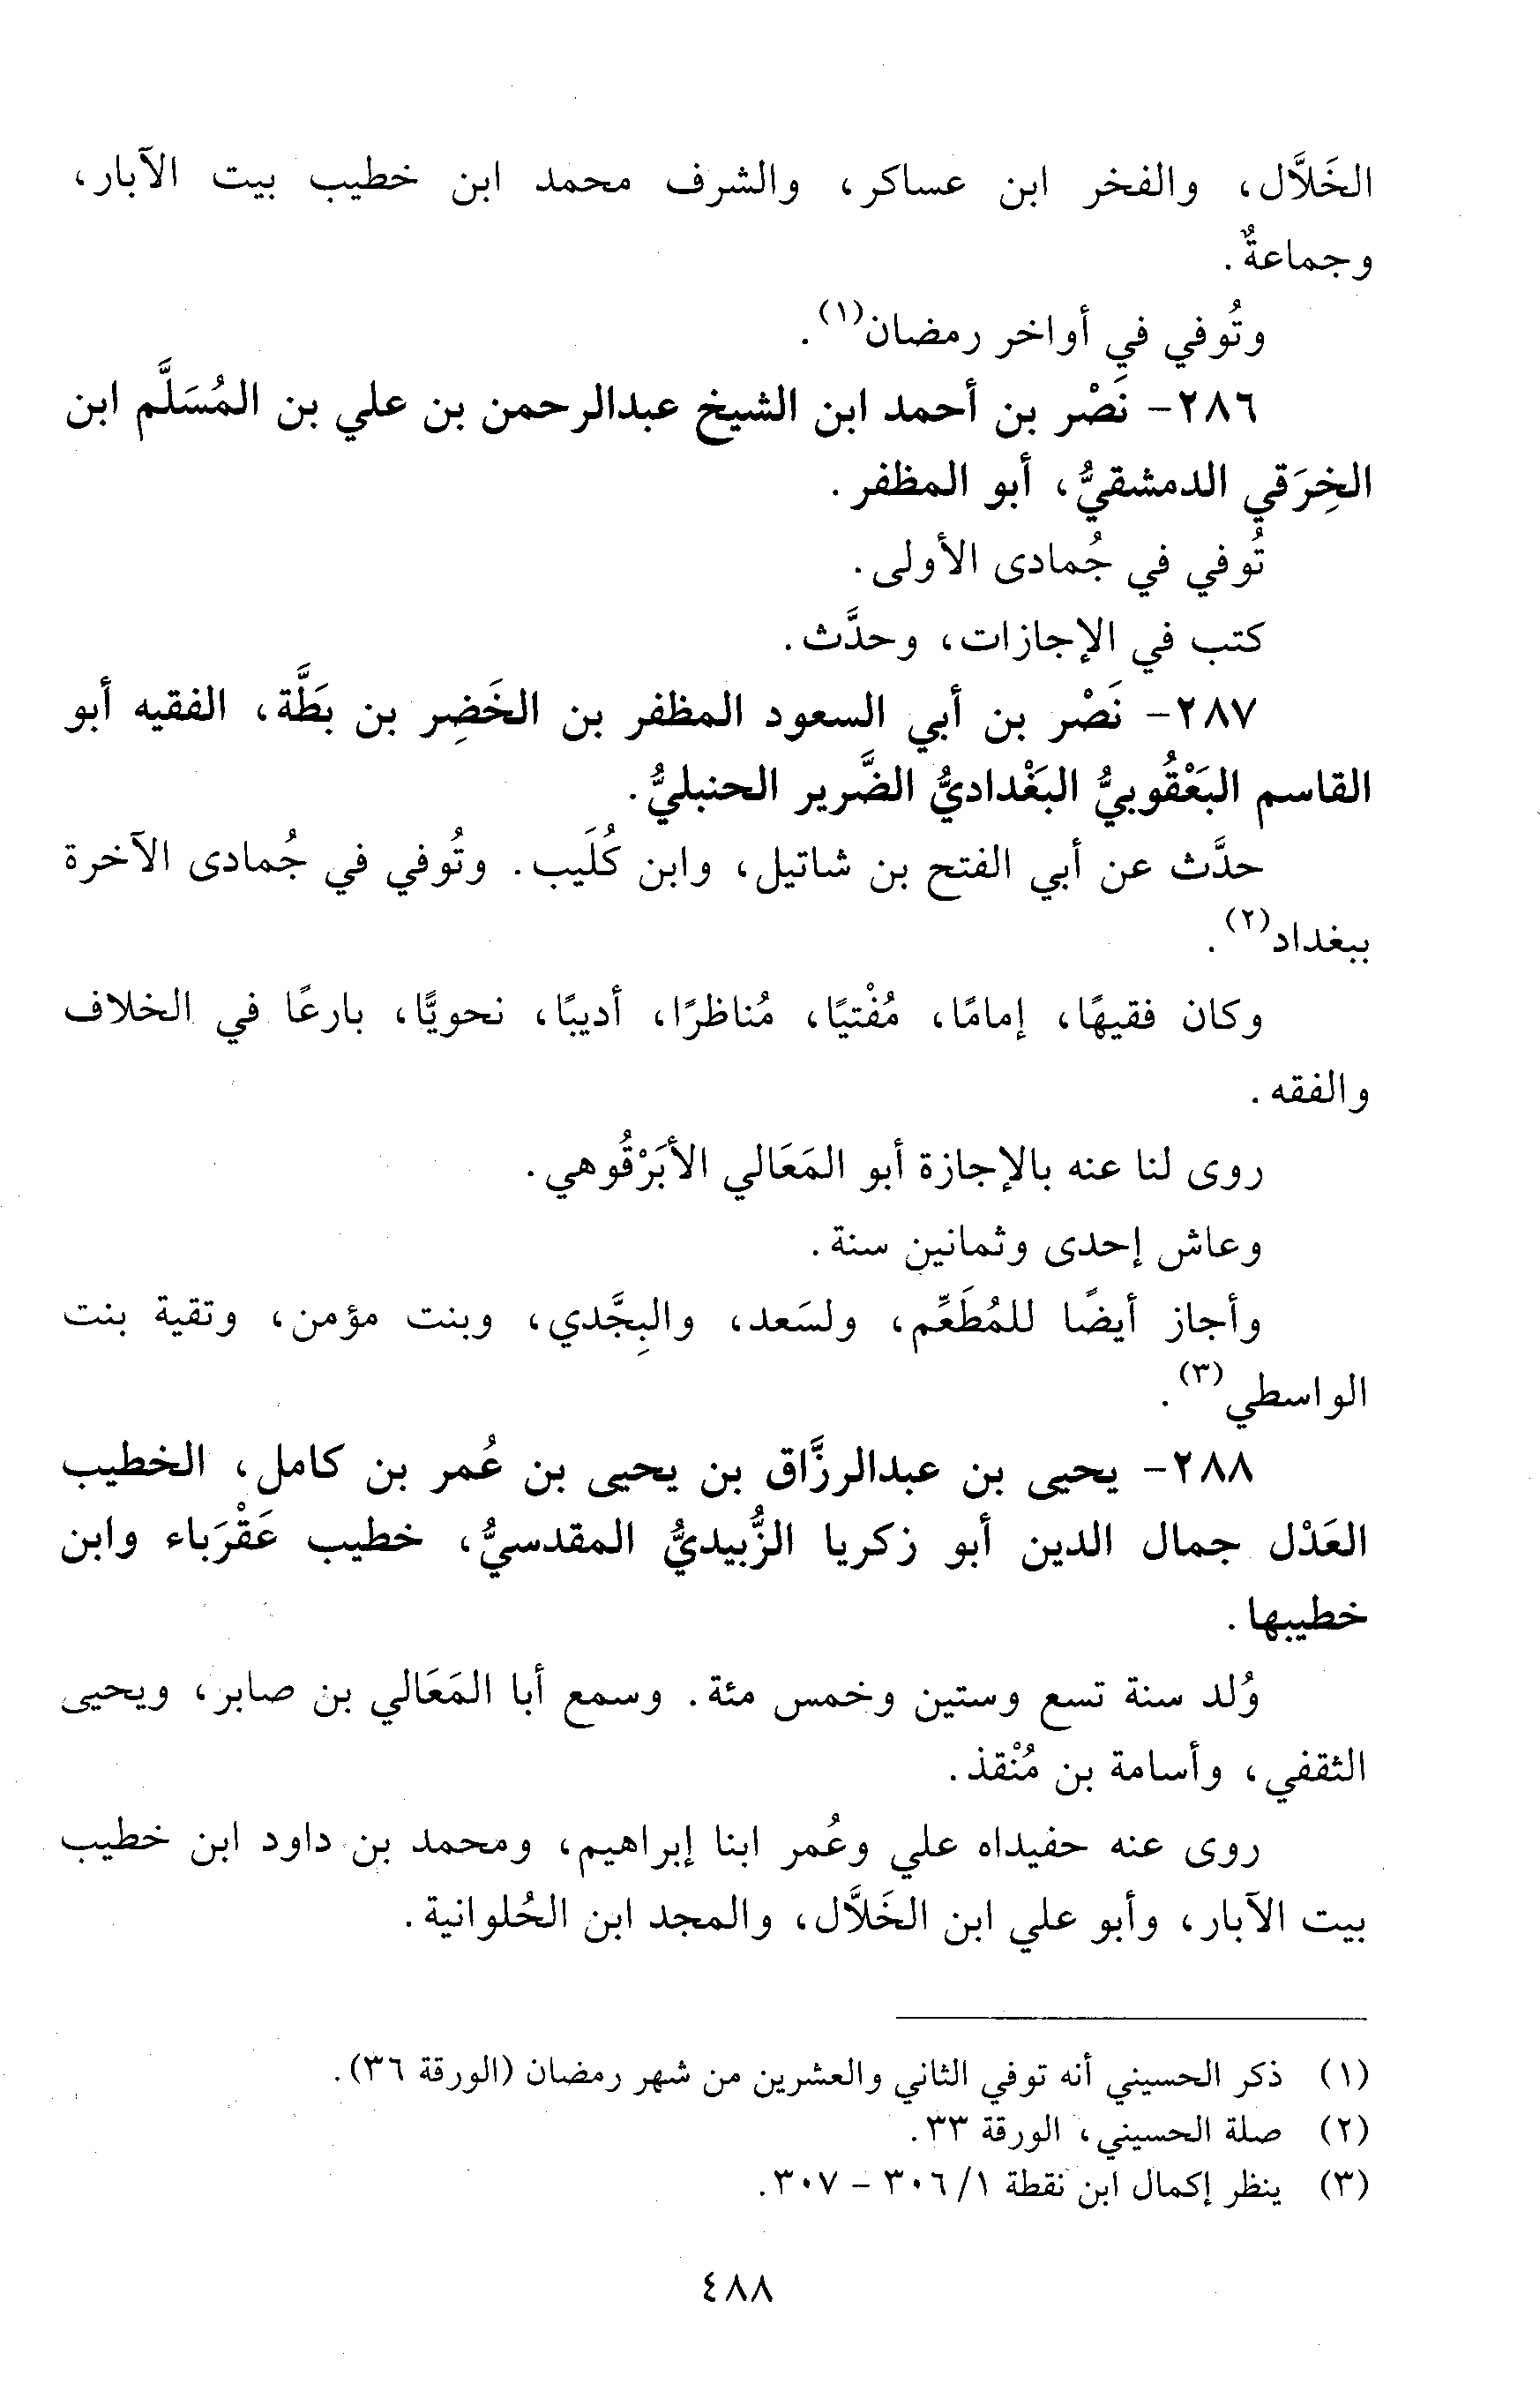 الخَلَّال، والفخر ابن عساكر، والشرف محمد ابن خطيب بيت الآبار،
وجماعةٌ.
وتُوفي في أواخر رمضان(١).
٢٨٦- نَصْر بن أحمد ابن الشيخ عبدالرحمن بن علي بن المُسَلَّم ابن
الخِرَقي الدمشقيُّ، أبو المظفر.
تُوفي في جُمادى الأولى.
كتب في الإجازات، وحدَّث.
٢٨٧- نَصْر بن أبي السعود المظفر بن الخَضِر بن بَطَّة، الفقيه أبو
القاسم البَعْقُوبيُّ البَغْداديُّ الضَّرير الحنبليُّ.
حدَّث عن أبي الفتح بن شاتيل، وابن كُلَيب. وتُوفي في جُمادى الآخرة
ببغداد(٢).
وكان فقيهًا، إمامًا، مُفْتيًا، مُناظرًا، أديبًا، نحويًّا، بارعًا في الخلاف
والفقه.
روى لنا عنه بالإجازة أبو المَعَالي الأبَرْقُوهي.
وعاش إحدى وثمانين سنة.
وأجاز أيضًا للمُطَعِّم، ولسَعد، والبِجَّدي، وبنت مؤمن، وتقية بنت
الواسطي(٣).
٢٨٨- يحيى بن عبدالرزَّاق بن يحيى بن عُمر بن كامل، الخطيب
العَدْل جمال الدين أبو زكريا الزُّبيديُّ المقدسيُّ، خطيب عَقْرَباء وابن
خطيبها.
وُلد سنة تسع وستين وخمس مئة. وسمع أبا المَعَالي بن صابر، ويحيى
الثقفي، وأسامة بن مُنْقذ.
روى عنه حفيداه علي وعُمر ابنا إبراهيم، ومحمد بن داود ابن خطيب
بيت الآبار، وأبو علي ابن الخَلَّال، والمجد ابن الحُلوانية.
(١) ذكر الحسيني أنه توفي الثاني والعشرين من شهر رمضان (الورقة ٣٦).
(٢) صلة الحسيني، الورقة ٣٣.
(٣) ينظر إكمال ابن نقطة ١/ ٣٠٦ - ٣٠٧.
٤٨٨